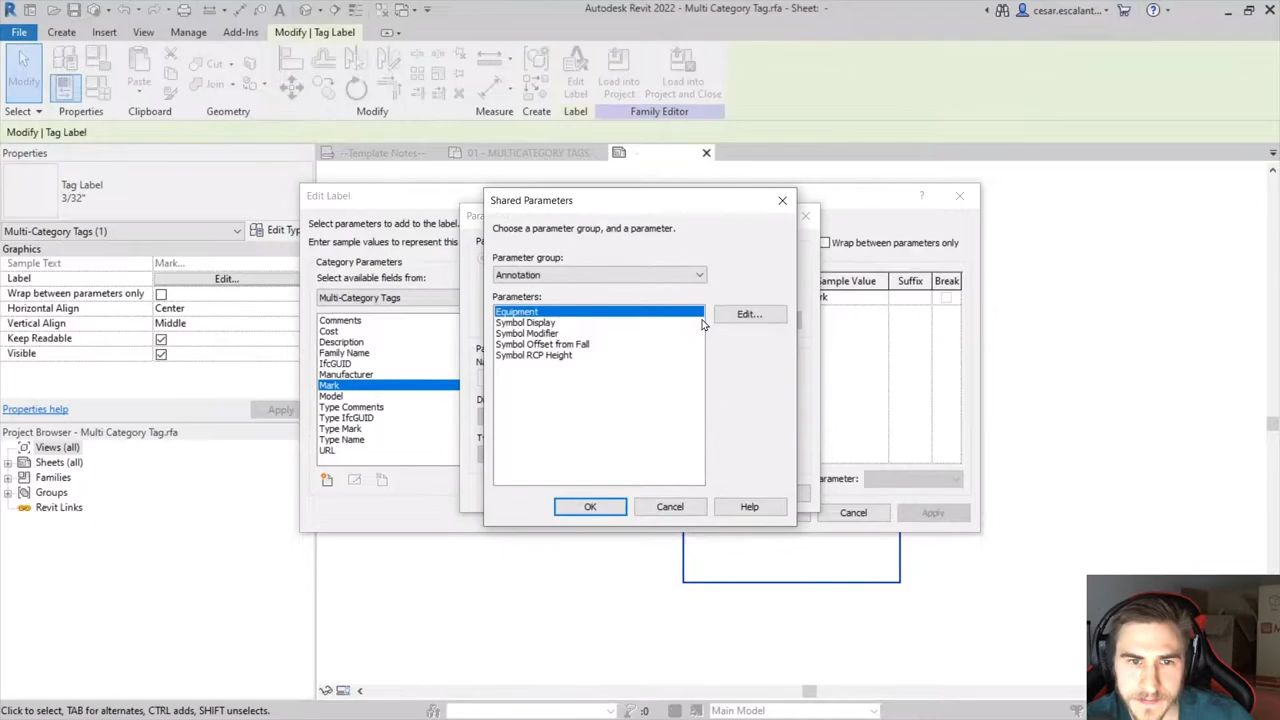 Autodesk Revit 2022 - Multi Category Tag.rfa - Sheet: -
cesar.escalant...
File Create Insert View Manage Add-Ins Modify | Tag Label
Modify
Paste
Cut
Join
Edit Label
Load into Project
Load into Project and Close
Select Properties Clipboard Geometry Modify Measure Create Label Family Editor
Modify | Tag Label
Properties
--Template Notes--
01 - MULTICATEGORY TAGS
-
Tag Label
3/32"
Multi-Category Tags (1)
Edit Typ
Graphics
Sample Text Mark...
Label Edit...
Wrap between parameters only
Horizontal Align Center
Vertical Align Middle
Keep Readable
Visible
Properties help
Apply
Project Browser - Multi Category Tag.rfa
Views (all)
Sheets (all)
Families
Groups
Revit Links
Edit Label
?
Select parameters to add to the label.
Enter sample values to represent this
Category Parameters
Select available fields from:
Multi-Category Tags
Comments
Cost
Description
Family Name
IfcGUID
Manufacturer
Mark
Model
Type Comments
Type IfcGUID
Type Mark
Type Name
URL
Wrap between parameters only
Sample Value Suffix Break
rk
arameter:
Cancel
Apply
Shared Parameters
Choose a parameter group, and a parameter.
Parameter group:
Annotation
Parameters:
Equipment
Symbol Display
Symbol Modifier
Symbol Offset from Fall
Symbol RCP Height
Edit...
OK
Cancel
Help
Click to select, TAB for alternates, CTRL adds, SHIFT unselects.
:0
Main Model